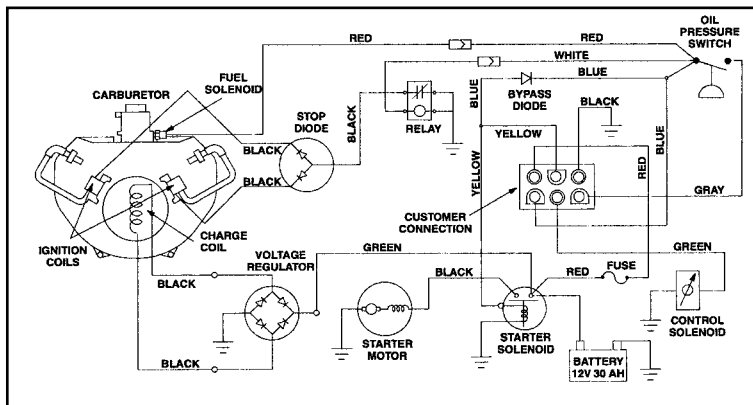 OIL
PRESSURE
SWITCH
RED
RED
WHITE
BLUE
FUEL
SOLENOID
CARBURETOR
STOP
DIODE
BLACK
RELAY
BLUE
BYPASS
DIODE
BLACK
YELLOW
YELLOW
RED
BLUE
BLACK
BLACK
GRAY
CUSTOMER
CONNECTION
IGNITION
COILS
CHARGE
COIL
VOLTAGE
REGULATOR
GREEN
GREEN
BLACK
BLACK
RED
FUSE
BLACK
STARTER
MOTOR
STARTER
SOLENOID
BATTERY
12V 30 AH
CONTROL
SOLENOID